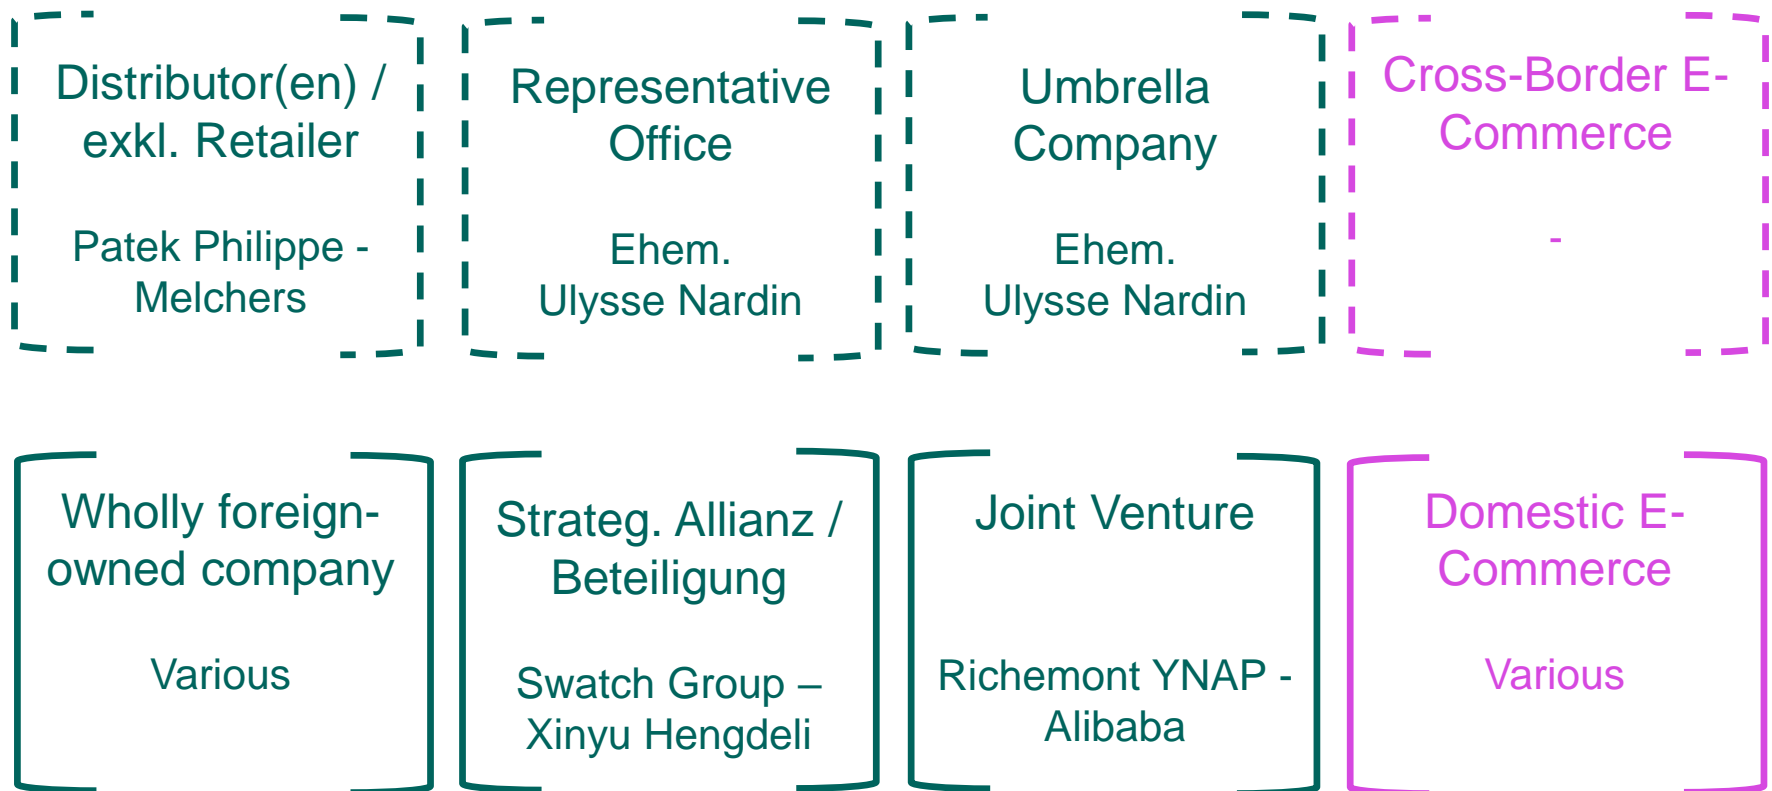 Distributor(en) /
exkl. Retailer
Patek Philippe -
Melchers
Representative
Office
Ehem.
Ulysse Nardin
Umbrella
Company
Ehem.
Ulysse Nardin
Cross-Border E-
Commerce
-
Wholly foreign-
owned company
Various
Strateg. Allianz /
Beteiligung
Swatch Group –
Xinyu Hengdeli
Joint Venture
Richemont YNAP -
Alibaba
Domestic E-
Commerce
Various